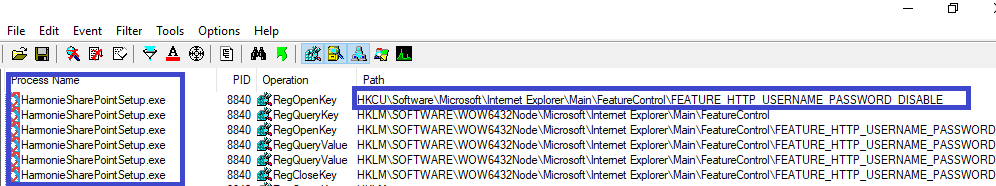 File Edit Event Filter Tools Options Help
Process Name PID Operation Path
HarmonieSharePointSetup.exe 8840 RegOpenKey HKCU\Software\Microsoft\Internet Explorer\Main\FeatureControl\FEATURE_HTTP_USERNAME_PASSWORD_DISABLE
HarmonieSharePointSetup.exe 8840 RegQueryKey HKLM\SOFTWARE\WOW6432Node\Microsoft\Internet Explorer\Main\FeatureControl
HarmonieSharePointSetup.exe 8840 RegOpenKey HKLM\SOFTWARE\WOW6432Node\Microsoft\Internet Explorer\Main\FeatureControl\FEATURE_HTTP_USERNAME_PASSWORD
HarmonieSharePointSetup.exe 8840 RegQueryValue HKLM\SOFTWARE\WOW6432Node\Microsoft\Internet Explorer\Main\FeatureControl\FEATURE_HTTP_USERNAME_PASSWORD
HarmonieSharePointSetup.exe 8840 RegQueryValue HKLM\SOFTWARE\WOW6432Node\Microsoft\Internet Explorer\Main\FeatureControl\FEATURE_HTTP_USERNAME_PASSWORD
HarmonieSharePointSetup.exe 8840 RegCloseKey HKLM\SOFTWARE\WOW6432Node\Microsoft\Internet Explorer\Main\FeatureControl\FEATURE_HTTP_USERNAME_PASSWORD